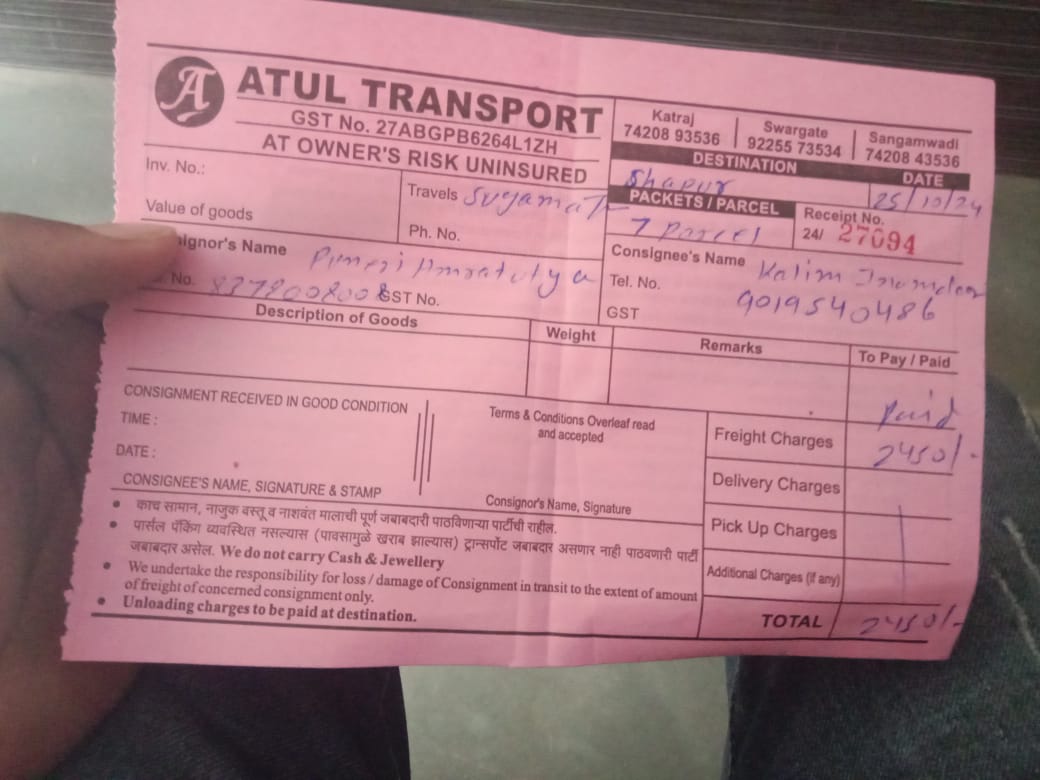 A ATUL TRANSPORT
GST No. 27ABGPB6264L1ZH
AT OWNER'S RISK UNINSURED
Katraj
74208 93536
Swargate
92255 73534
Sangamwadi
74208 43536
DESTINATION
DATE
Shapur
25/10/24
Inv. No.:
Value of goods
Travels Sugama
Ph. No.
PACKETS / PARCEL
7 Parcel
Receipt No.
24/ 27094
ignor's Name
No. GST No.
Consignee's Name Kalim Inamdar
Tel. No. 9019540486
GST
Description of Goods
Weight
Remarks
To Pay / Paid
Paid
CONSIGNMENT RECEIVED IN GOOD CONDITION
TIME :
DATE :
CONSIGNEE'S NAME, SIGNATURE & STAMP
Terms & Conditions Overleaf read
and accepted
Consignor's Name, Signature
Freight Charges 2450/-
Delivery Charges
Pick Up Charges
Additional Charges (if any)
TOTAL 2450/-
• काच सामान, नाजुक वस्तू व नाशवंत मालाची पूर्ण जबाबदारी पाठविणाऱ्या पार्टीची राहील.
• पार्सल पॅकिंग व्यवस्थित नसल्यास (पावसामुळे खराब झाल्यास) ट्रान्सपोर्ट जबाबदार असणार नाही पाठवणारी पार्टी
जबाबदार असेल. We do not carry Cash & Jewellery
• We undertake the responsibility for loss / damage of Consignment in transit to the extent of amount
of freight of concerned consignment only.
• Unloading charges to be paid at destination.